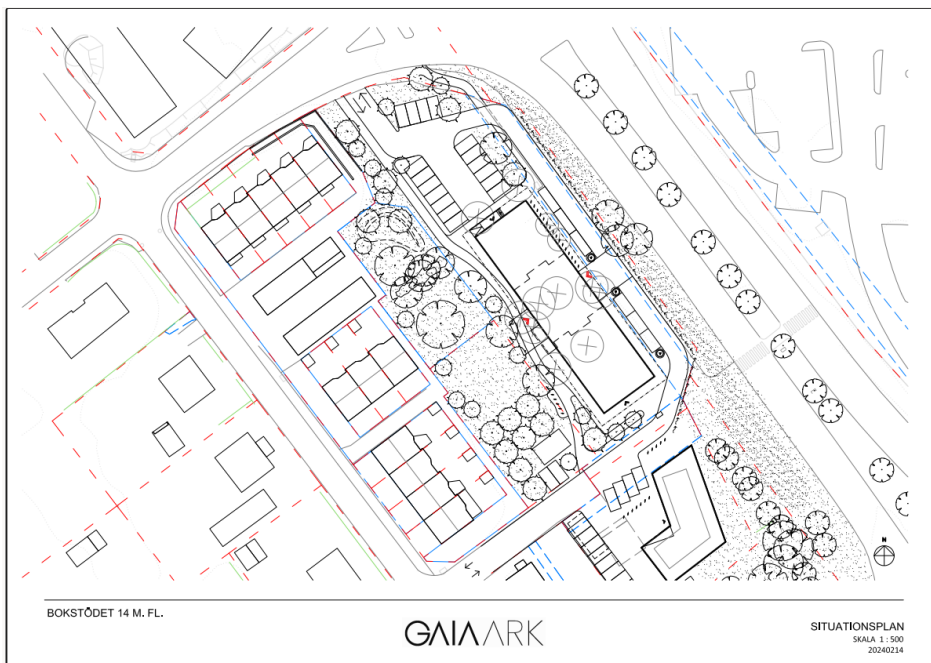 N
BOKSTÖDET 14 M. FL.
GAIAARK
SITUATIONSPLAN
SKALA 1 : 500
20240214